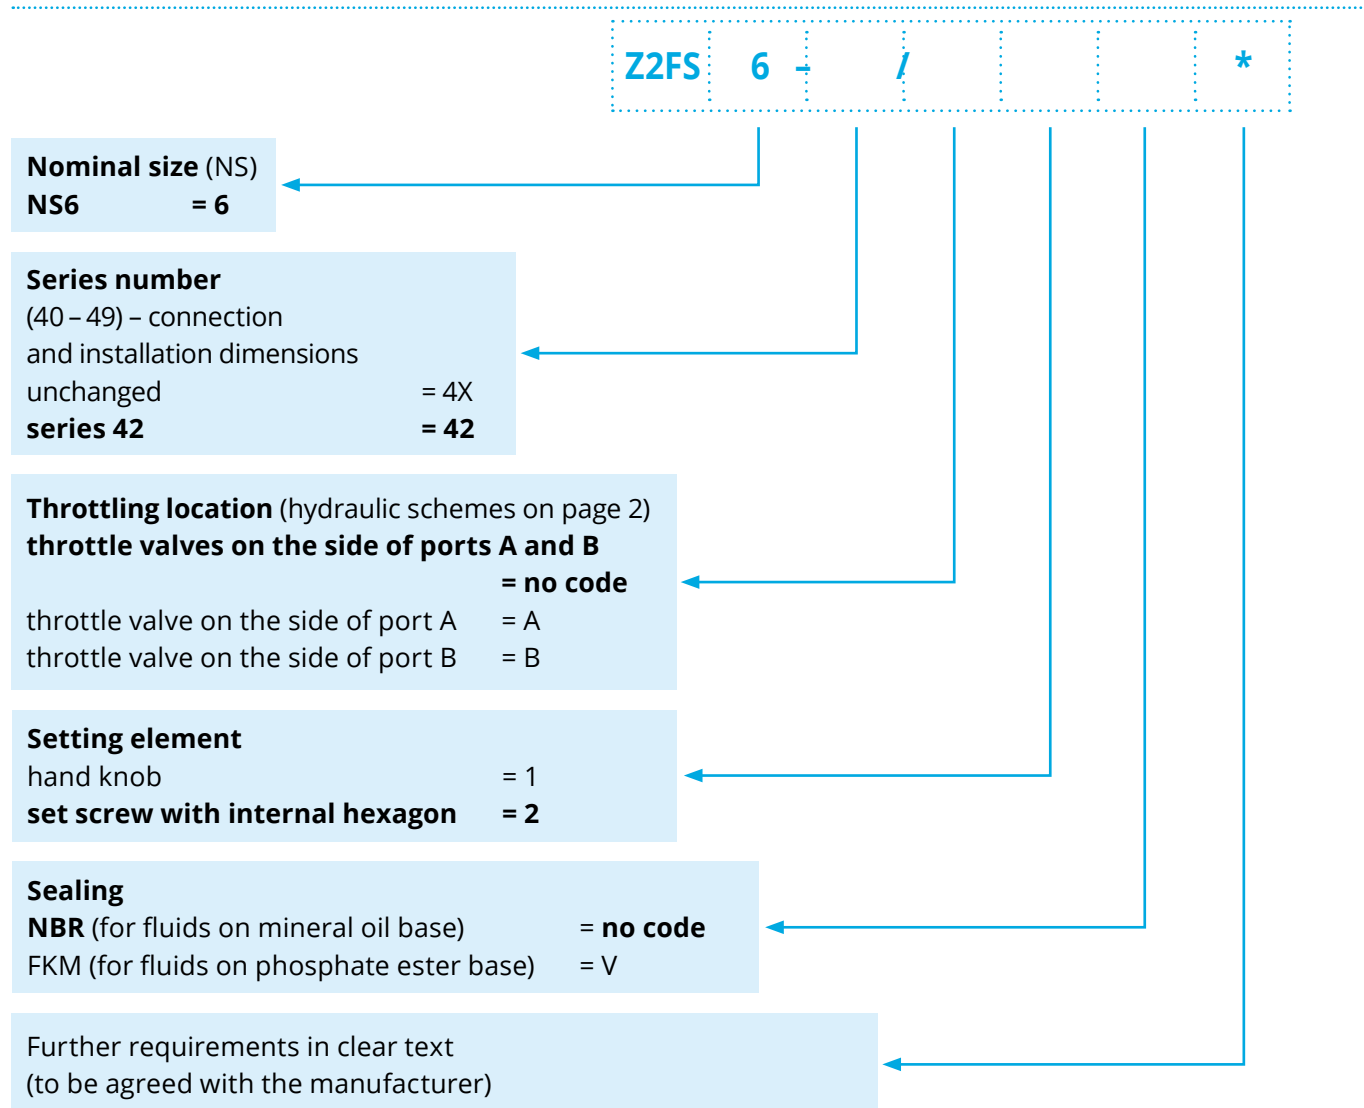 Z2FS 6 - / *
Nominal size (NS)
NS6 = 6
Series number
(40 – 49) – connection
and installation dimensions
unchanged = 4X
series 42 = 42
Throttling location (hydraulic schemes on page 2)
throttle valves on the side of ports A and B
= no code
throttle valve on the side of port A = A
throttle valve on the side of port B = B
Setting element
hand knob = 1
set screw with internal hexagon = 2
Sealing
NBR (for fluids on mineral oil base) = no code
FKM (for fluids on phosphate ester base) = V
Further requirements in clear text
(to be agreed with the manufacturer)